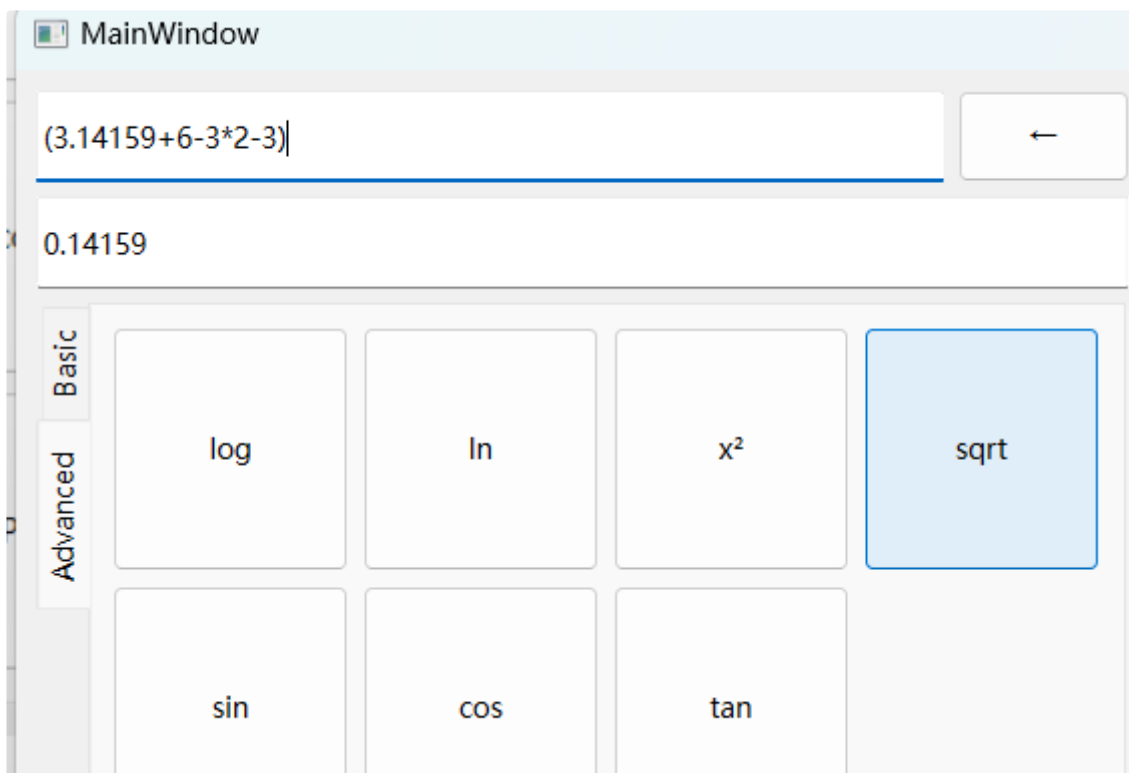 MainWindow
(3.14159+6-3*2-3)
←
0.14159
Basic
Advanced
log ln x² sqrt
sin cos tan